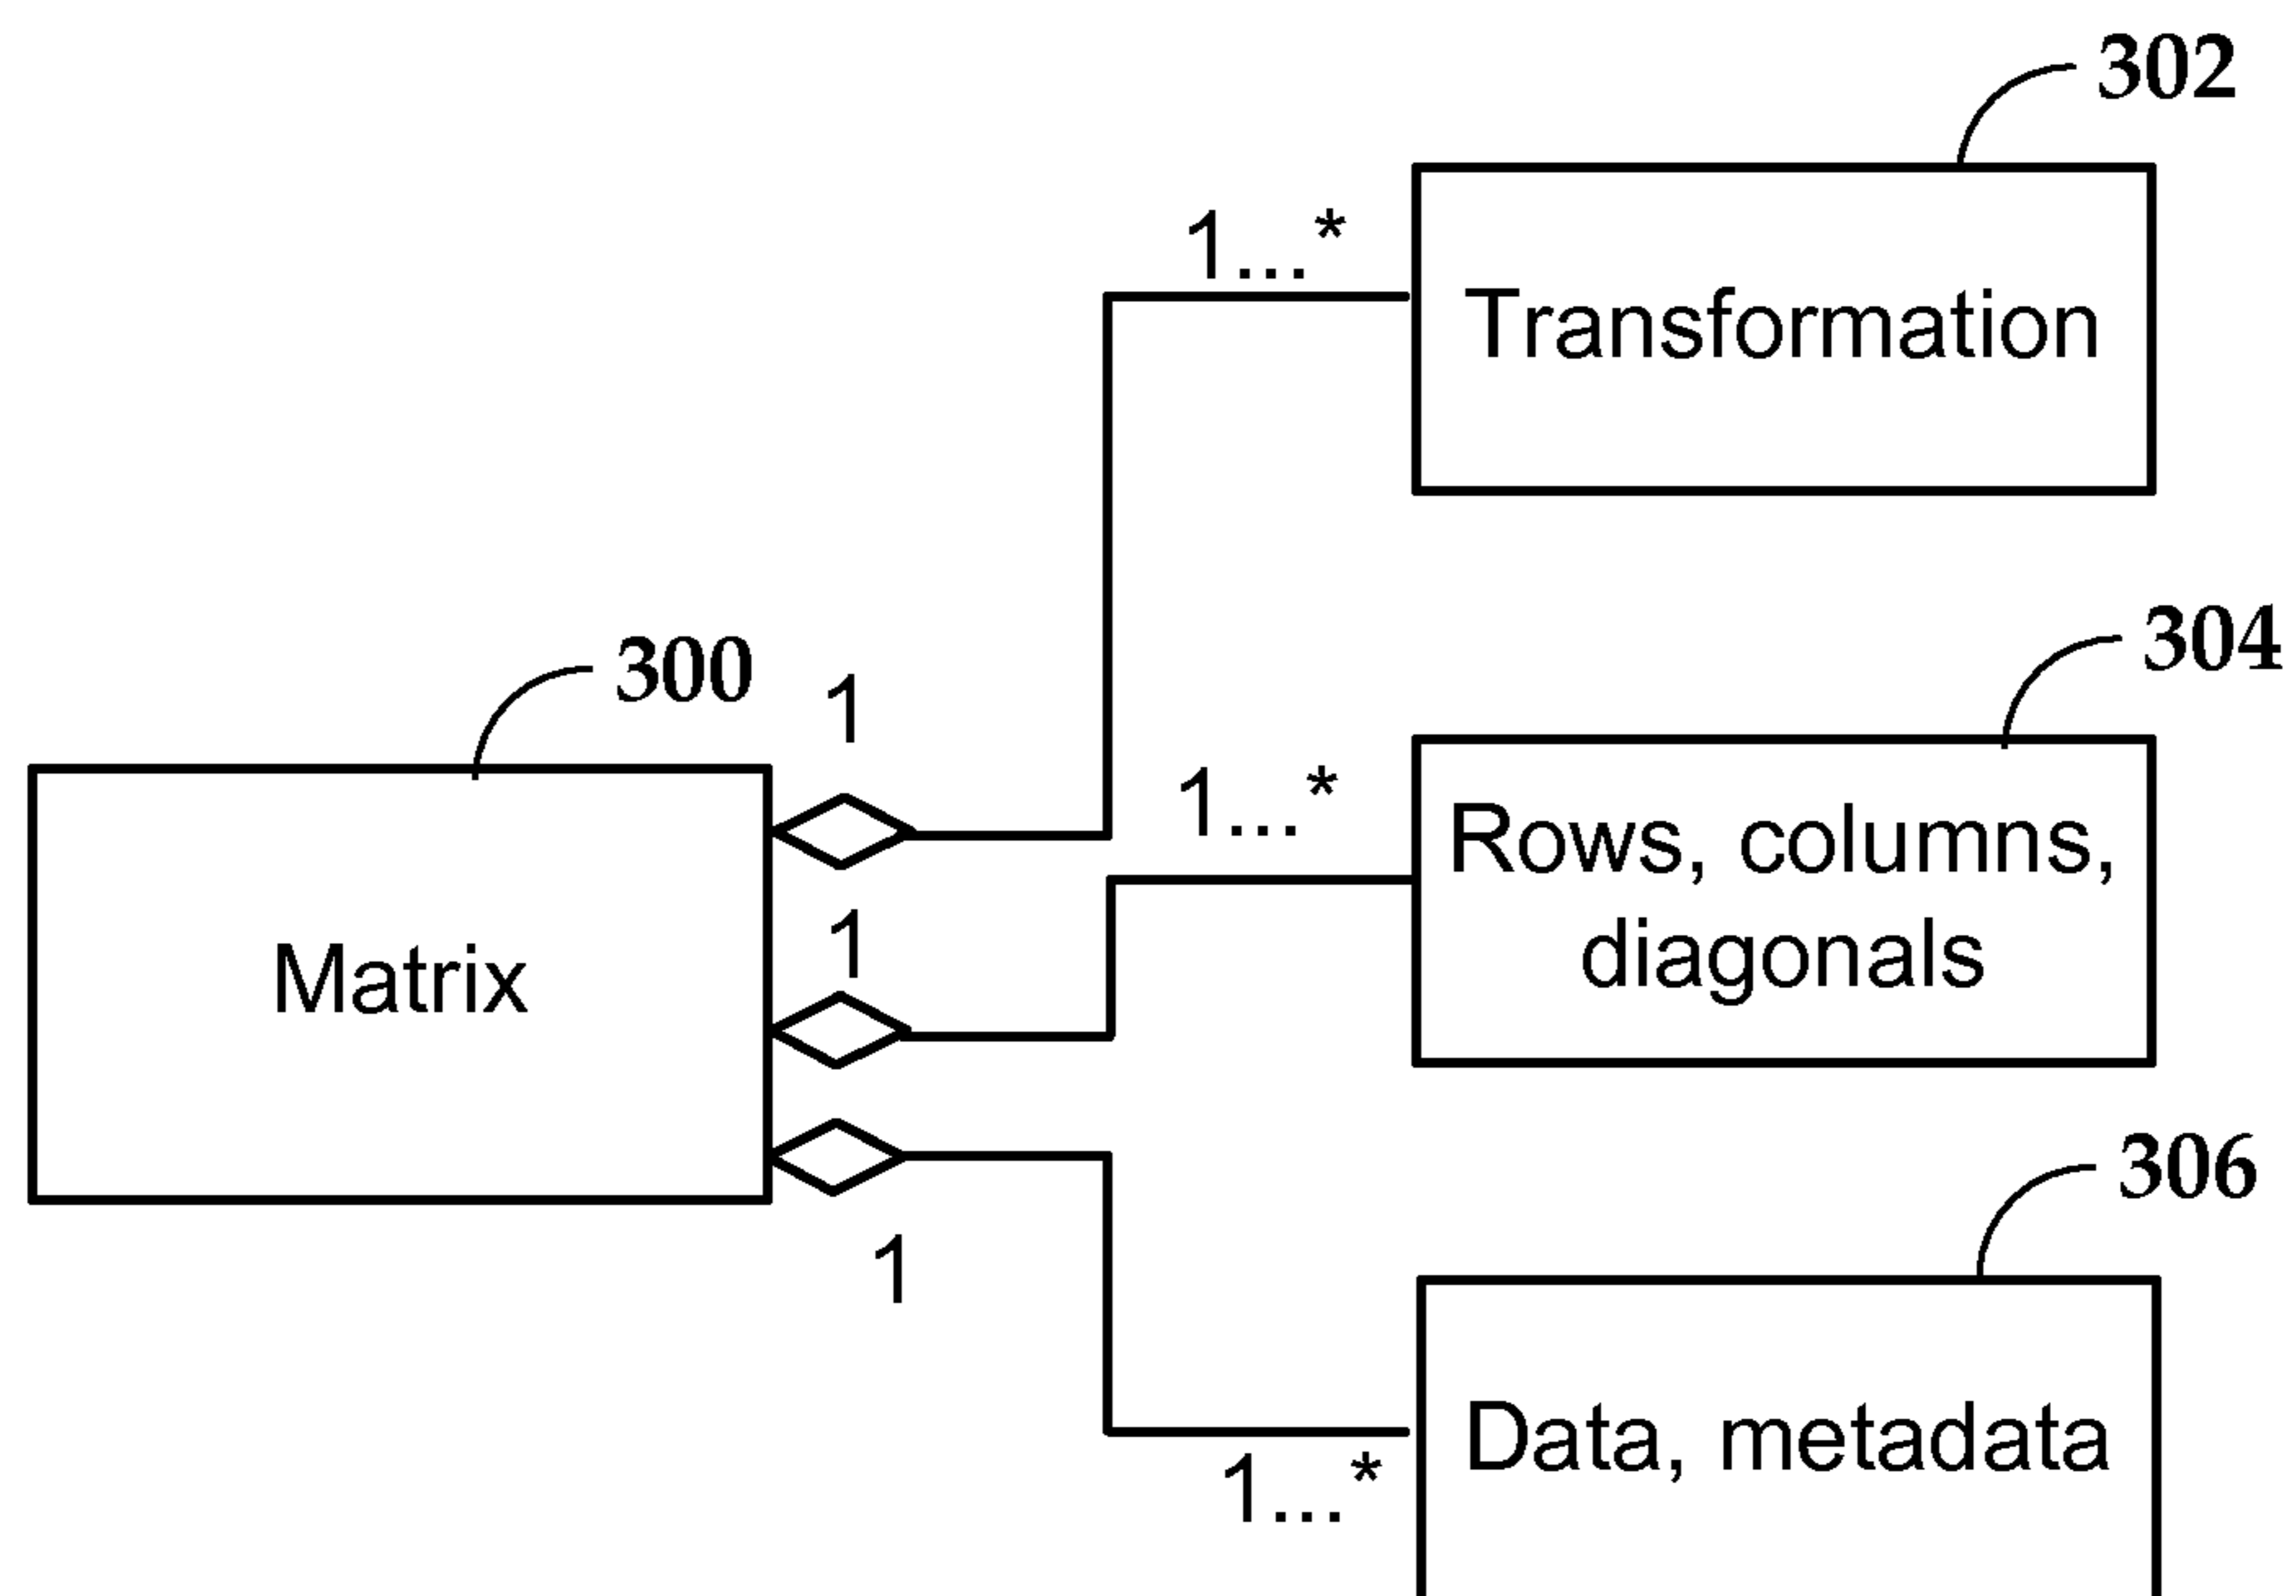 302
1...*
Transformation
304
300
1
1...*
Rows, columns,
diagonals
1
Matrix
306
1
Data, metadata
1...*